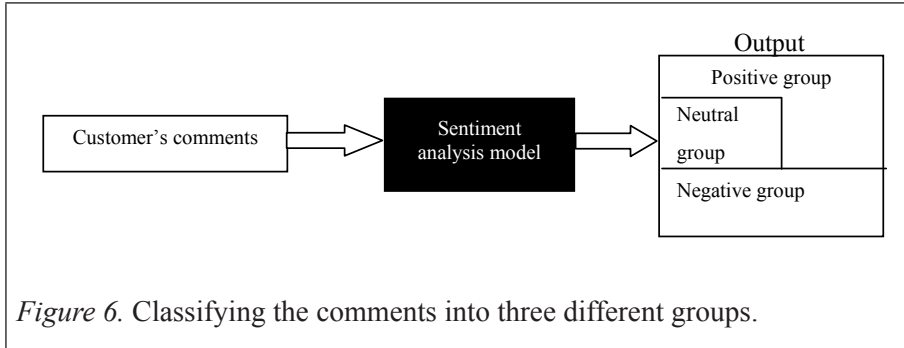 Output
Positive group
Customer’s comments
Sentiment
analysis model
Neutral
group
Negative group
Figure 6. Classifying the comments into three different groups.